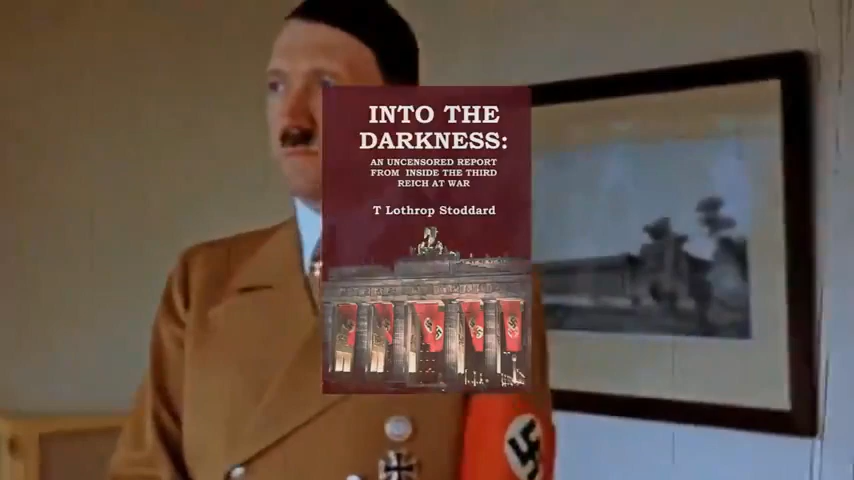 INTO THE
DARKNESS:
AN UNCENSORED REPORT
FROM INSIDE THE THIRD
REICH AT WAR
T Lothrop Stoddard